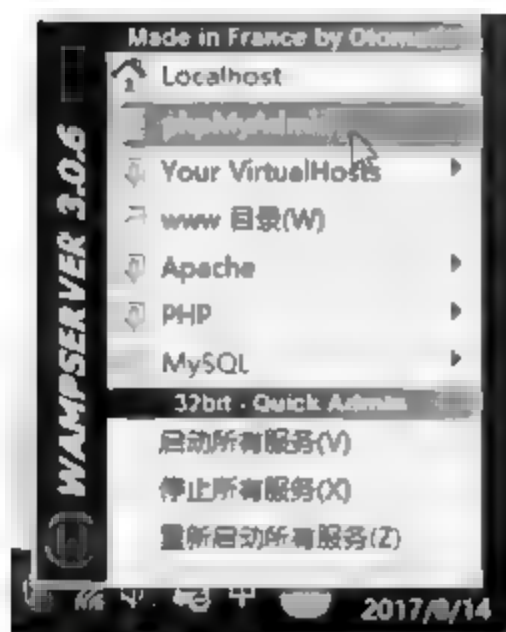 Made in France by Otomatic
WAMPSERVER 3.0.6
Localhost
phpMyAdmin
Your VirtualHosts
www 目录(W)
Apache
PHP
MySQL
32bit - Quick Admin
启动所有服务(V)
停止所有服务(X)
重新启动所有服务(Z)